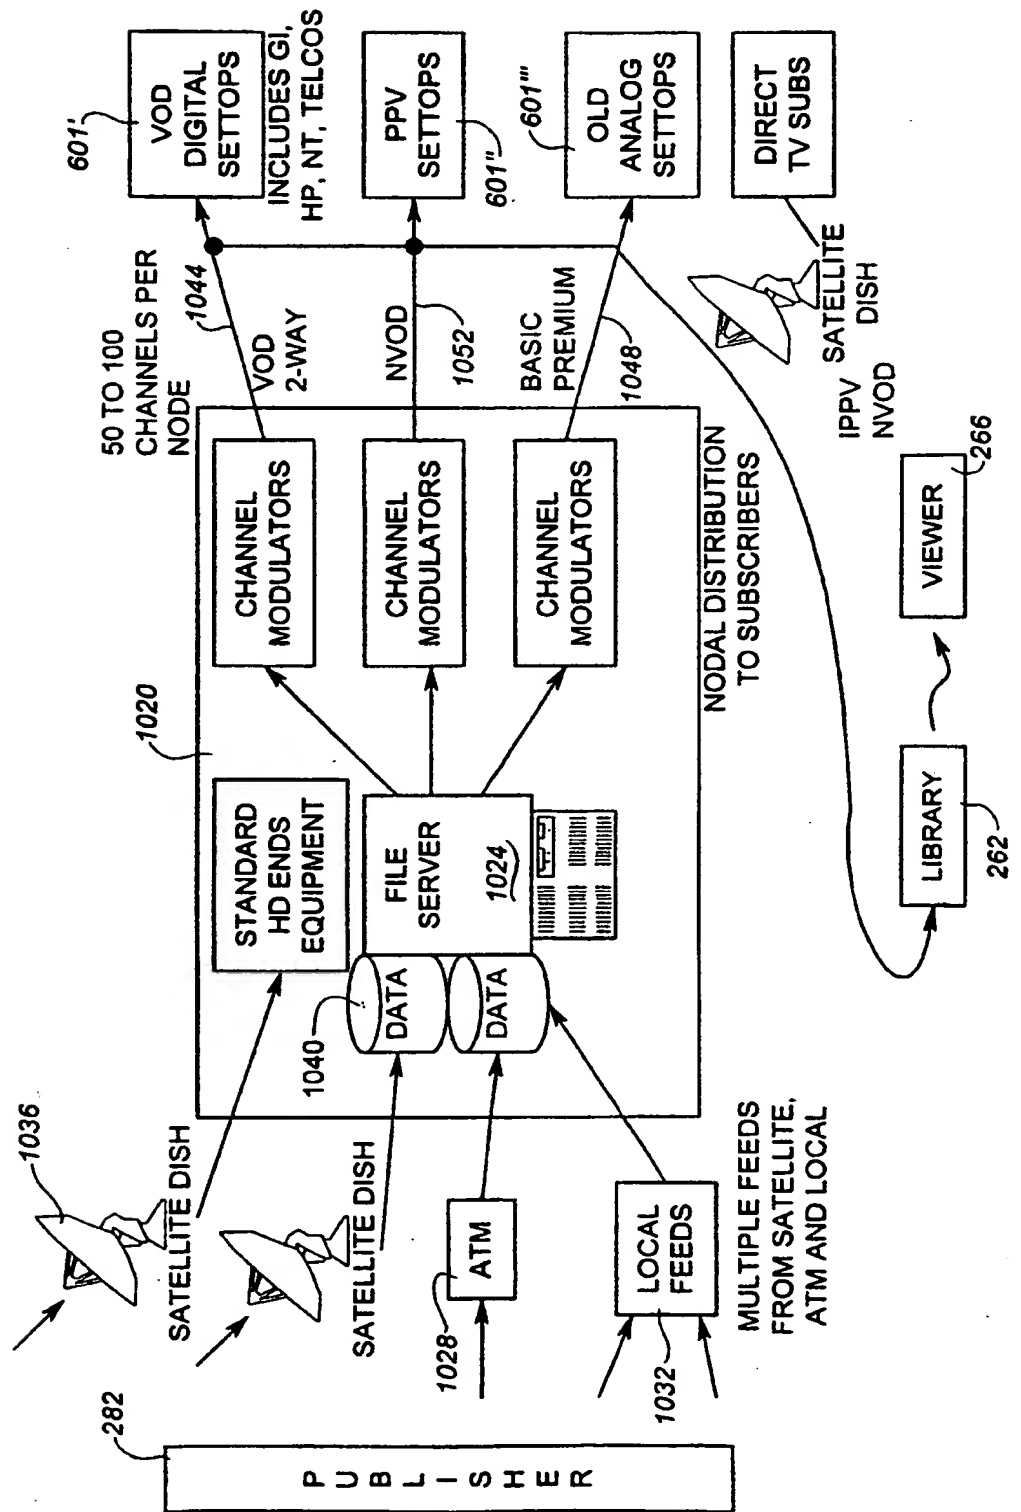 282
PUBLISHER
1036
SATELLITE DISH
SATELLITE DISH
1028
ATM
1032
LOCAL
FEEDS
MULTIPLE FEEDS
FROM SATELLITE,
ATM AND LOCAL
1020
STANDARD
HD ENDS
EQUIPMENT
1040
DATA
DATA
FILE
SERVER
1024
CHANNEL
MODULATORS
CHANNEL
MODULATORS
CHANNEL
MODULATORS
NODAL DISTRIBUTION
TO SUBSCRIBERS
50 TO 100
CHANNELS PER
NODE
1044
VOD
2-WAY
NVOD
1052
BASIC
PREMIUM
1048
601'
VOD
DIGITAL
SETTOPS
INCLUDES GI,
HP, NT, TELCOS
PPV
SETTOPS
601"
601'"
OLD
ANALOG
SETTOPS
DIRECT
TV SUBS
SATELLITE
DISH
IPPV
NVOD
LIBRARY
262
VIEWER
266